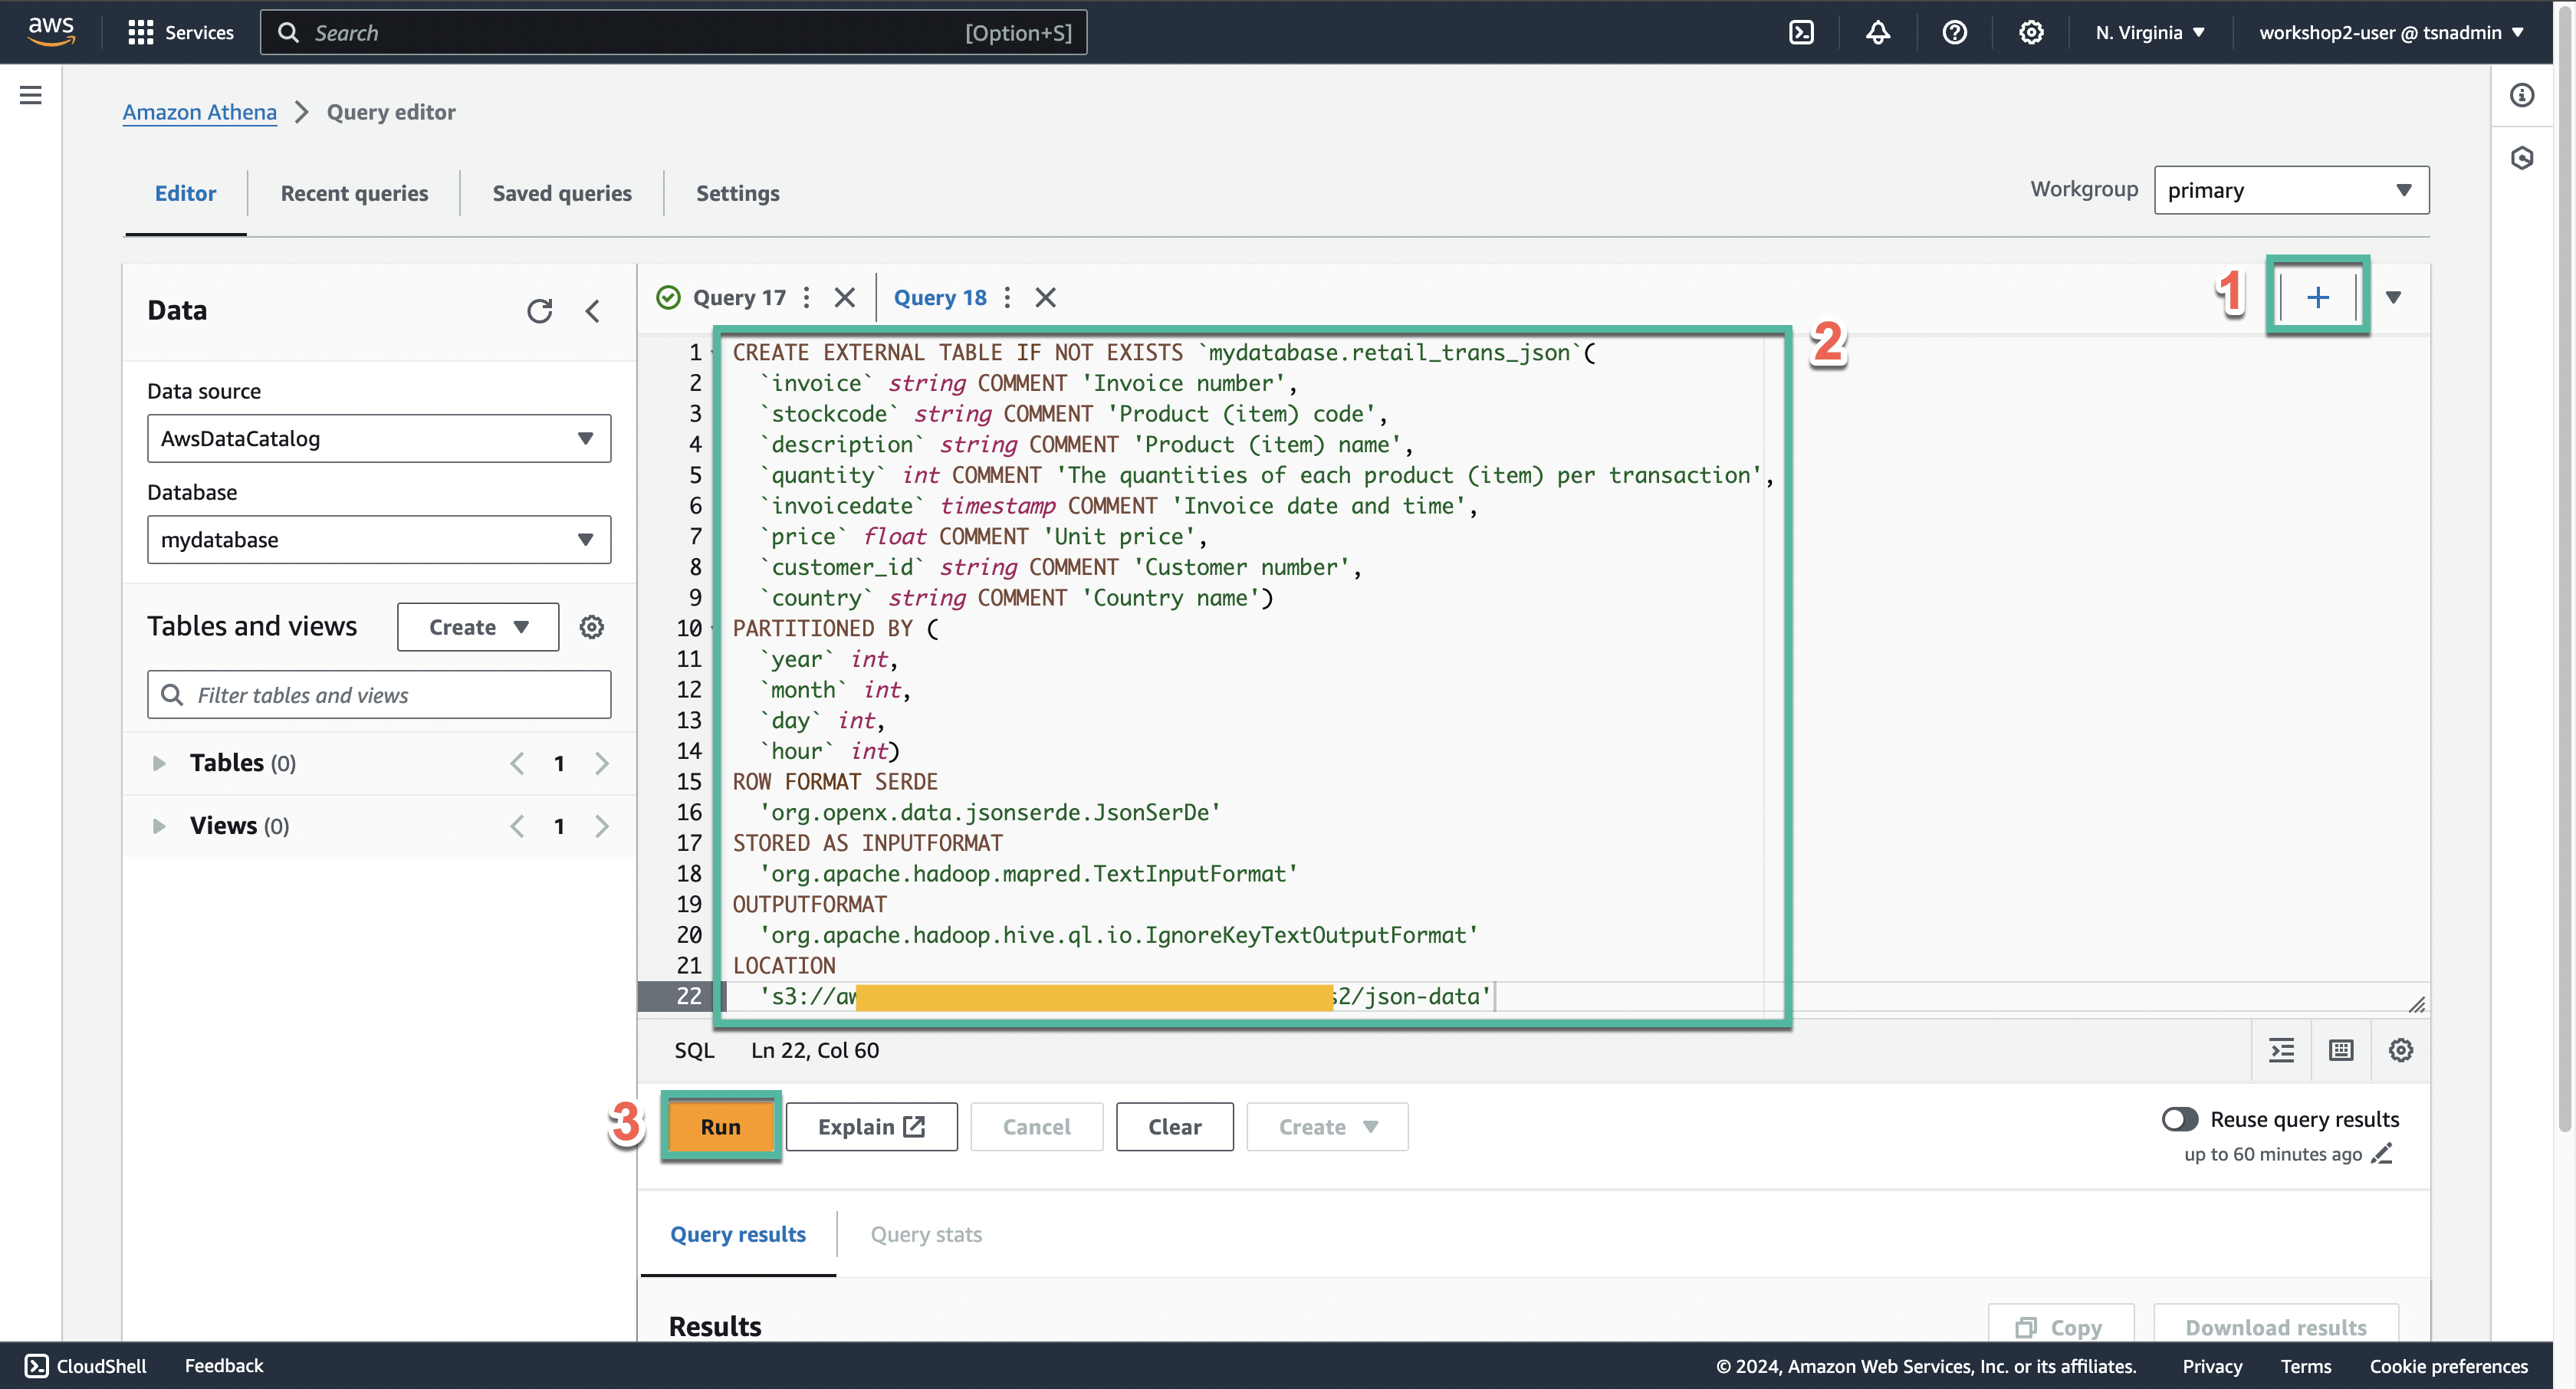 aws
Services
Search
[Option+S]
N. Virginia
workshop2-user @ tsnadmin
Amazon Athena
Query editor
Editor
Recent queries
Saved queries
Settings
Workgroup
primary
Data
Data source
AwsDataCatalog
Database
mydatabase
Tables and views
Create
Filter tables and views
Tables (0)
1
Views (0)
1
Query 17
Query 18
1
2
1 CREATE EXTERNAL TABLE IF NOT EXISTS `mydatabase.retail_trans_json`(
2 `invoice` string COMMENT 'Invoice number',
3 `stockcode` string COMMENT 'Product (item) code',
4 `description` string COMMENT 'Product (item) name',
5 `quantity` int COMMENT 'The quantities of each product (item) per transaction',
6 `invoicedate` timestamp COMMENT 'Invoice date and time',
7 `price` float COMMENT 'Unit price',
8 `customer_id` string COMMENT 'Customer number',
9 `country` string COMMENT 'Country name')
10 PARTITIONED BY (
11 `year` int,
12 `month` int,
13 `day` int,
14 `hour` int)
15 ROW FORMAT SERDE
16 'org.openx.data.jsonserde.JsonSerDe'
17 STORED AS INPUTFORMAT
18 'org.apache.hadoop.mapred.TextInputFormat'
19 OUTPUTFORMAT
20 'org.apache.hadoop.hive.ql.io.IgnoreKeyTextOutputFormat'
21 LOCATION
22 's3://aw s2/json-data'
SQL
Ln 22, Col 60
3
Run
Explain
Cancel
Clear
Create
Reuse query results
up to 60 minutes ago
Query results
Query stats
Results
Copy
Download results
CloudShell
Feedback
© 2024, Amazon Web Services, Inc. or its affiliates.
Privacy
Terms
Cookie preferences